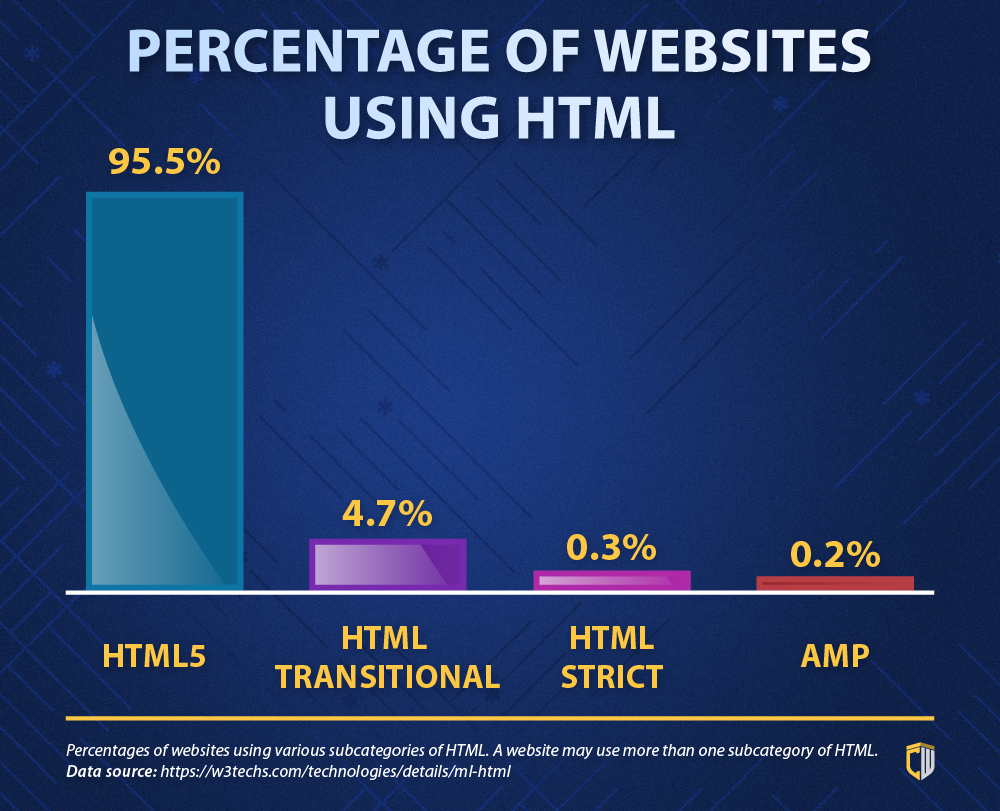 PERCENTAGE OF WEBSITES
USING HTML
95.5%
4.7%
0.3%
0.2%
HTML5
HTML
TRANSITIONAL
HTML
STRICT
AMP
Percentages of websites using various subcategories of HTML. A website may use more than one subcategory of HTML.
Data source: https://w3techs.com/technologies/details/ml-html
CW